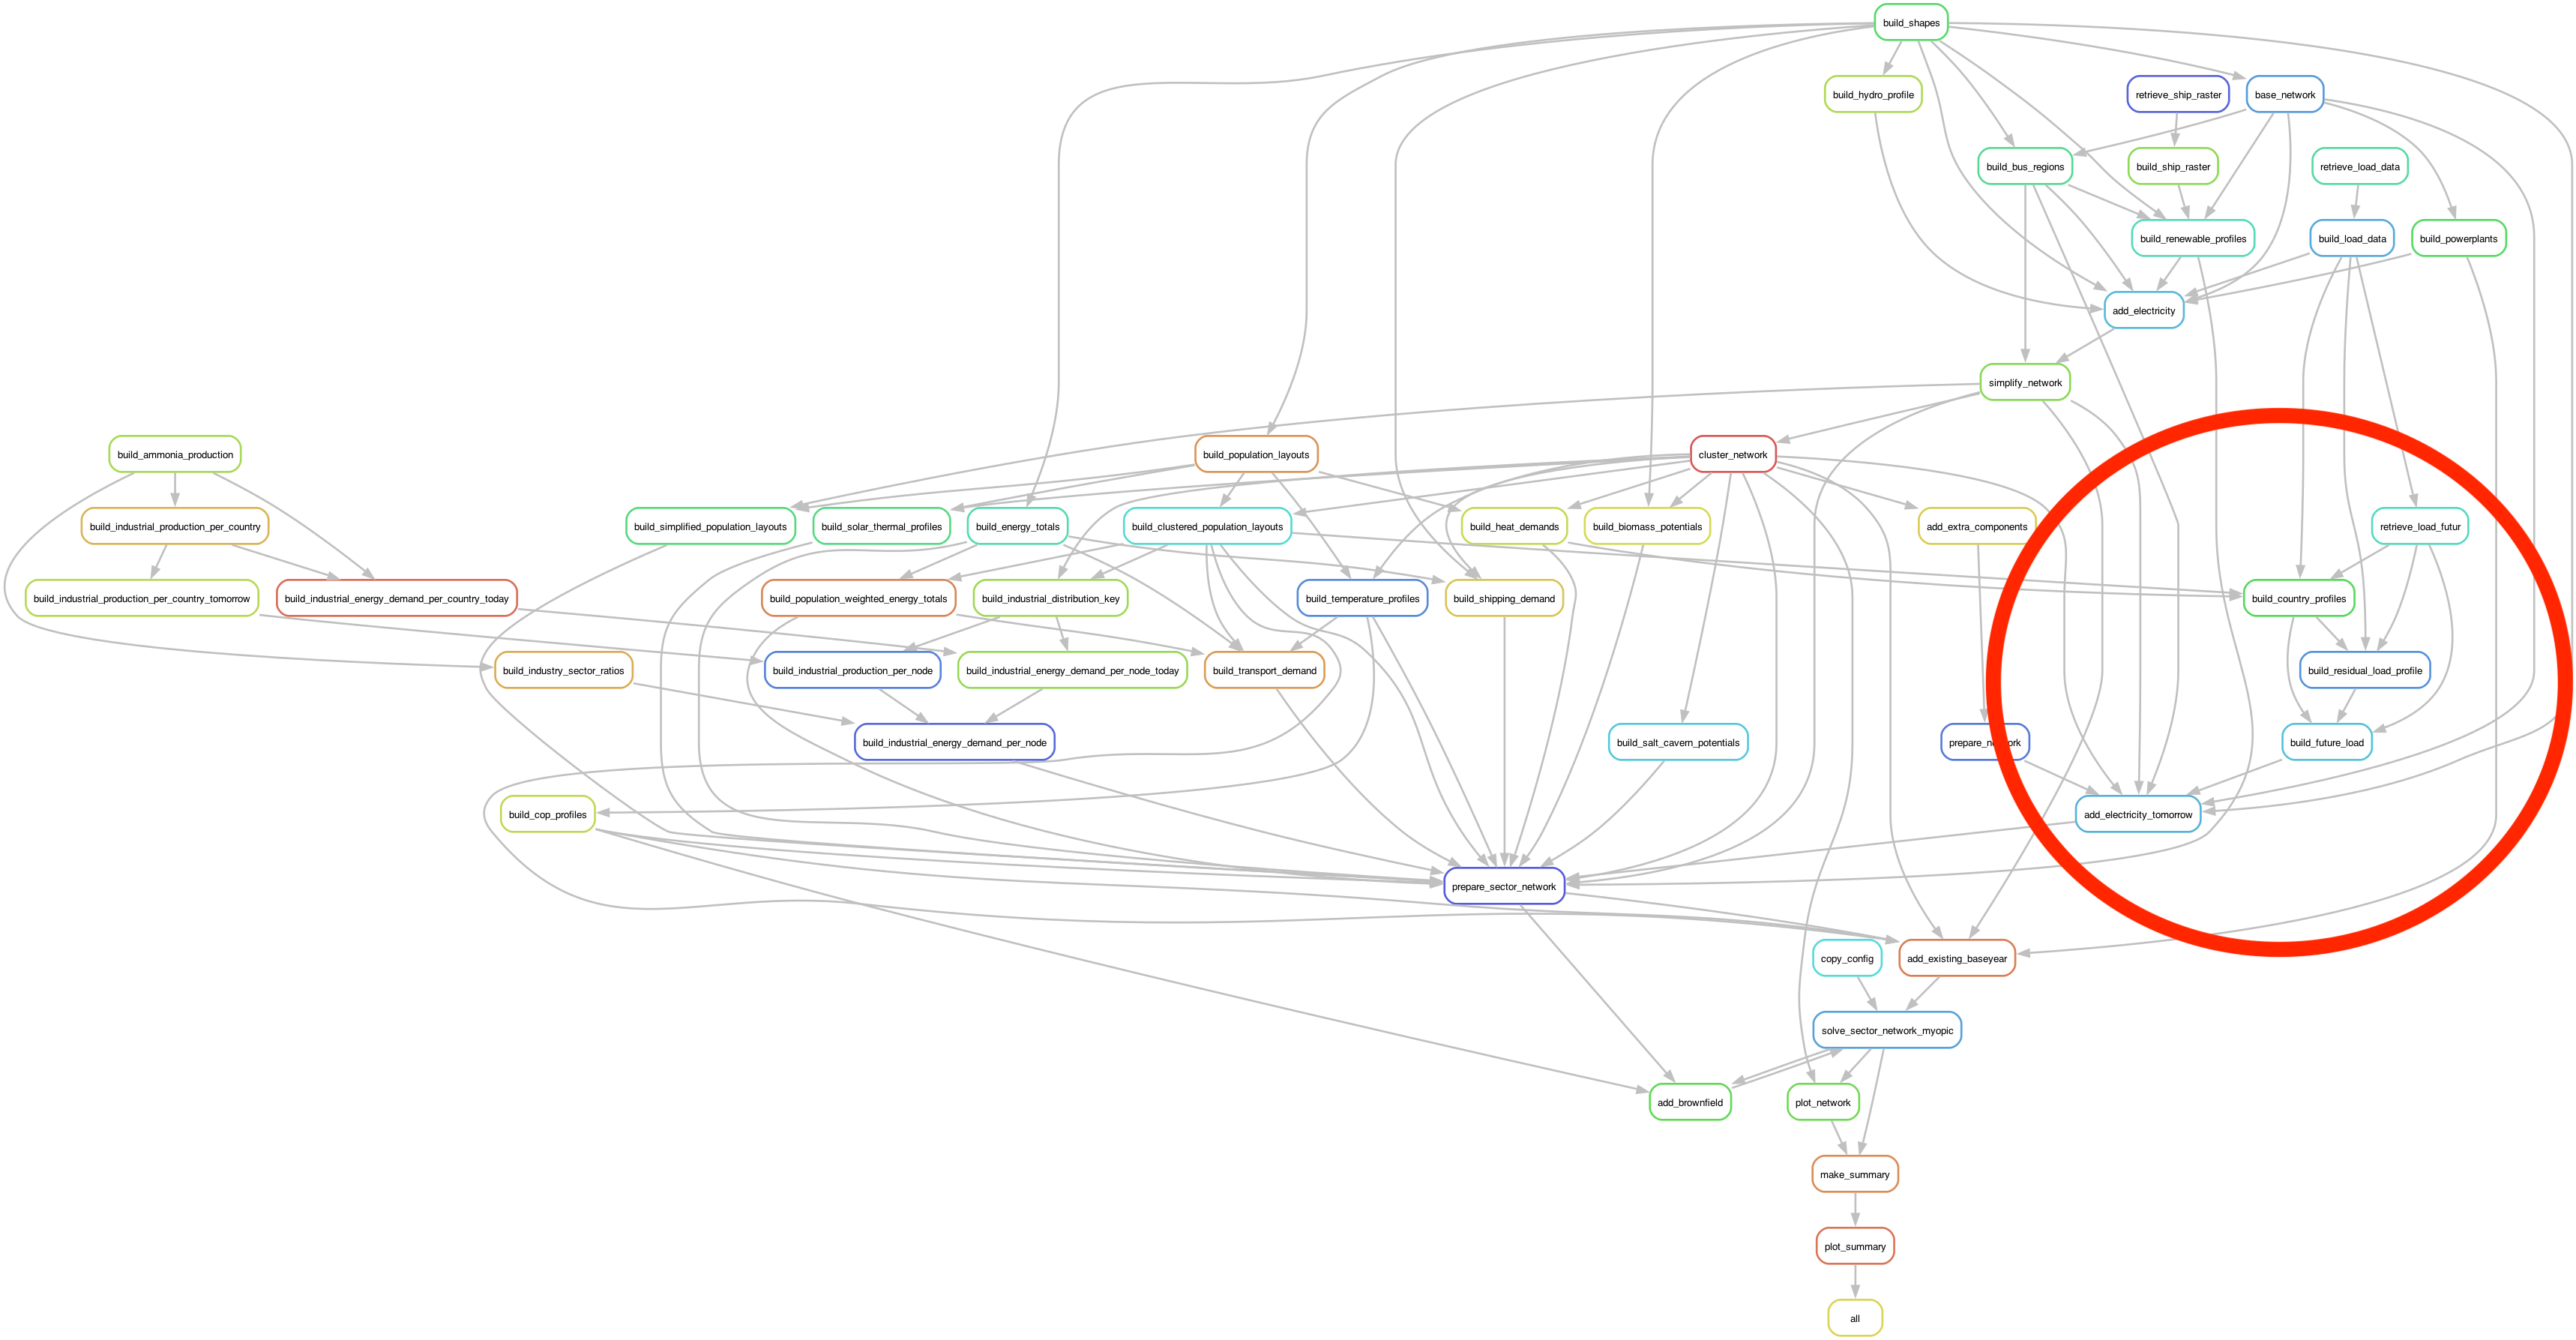 build_shapes
build_hydro_profile
retrieve_ship_raster
base_network
build_bus_regions
build_ship_raster
retrieve_load_data
build_renewable_profiles
build_load_data
build_powerplants
add_electricity
simplify_network
build_ammonia_production
build_population_layouts
cluster_network
build_industrial_production_per_country
build_simplified_population_layouts
build_solar_thermal_profiles
build_energy_totals
build_clustered_population_layouts
build_heat_demands
build_biomass_potentials
add_extra_components
retrieve_load_futur
build_industrial_production_per_country_tomorrow
build_industrial_energy_demand_per_country_today
build_population_weighted_energy_totals
build_industrial_distribution_key
build_temperature_profiles
build_shipping_demand
build_country_profiles
build_industry_sector_ratios
build_industrial_production_per_node
build_industrial_energy_demand_per_node_today
build_transport_demand
build_residual_load_profile
build_industrial_energy_demand_per_node
build_salt_cavern_potentials
prepare_network
build_future_load
build_cop_profiles
add_electricity_tomorrow
prepare_sector_network
copy_config
add_existing_baseyear
solve_sector_network_myopic
add_brownfield
plot_network
make_summary
plot_summary
all